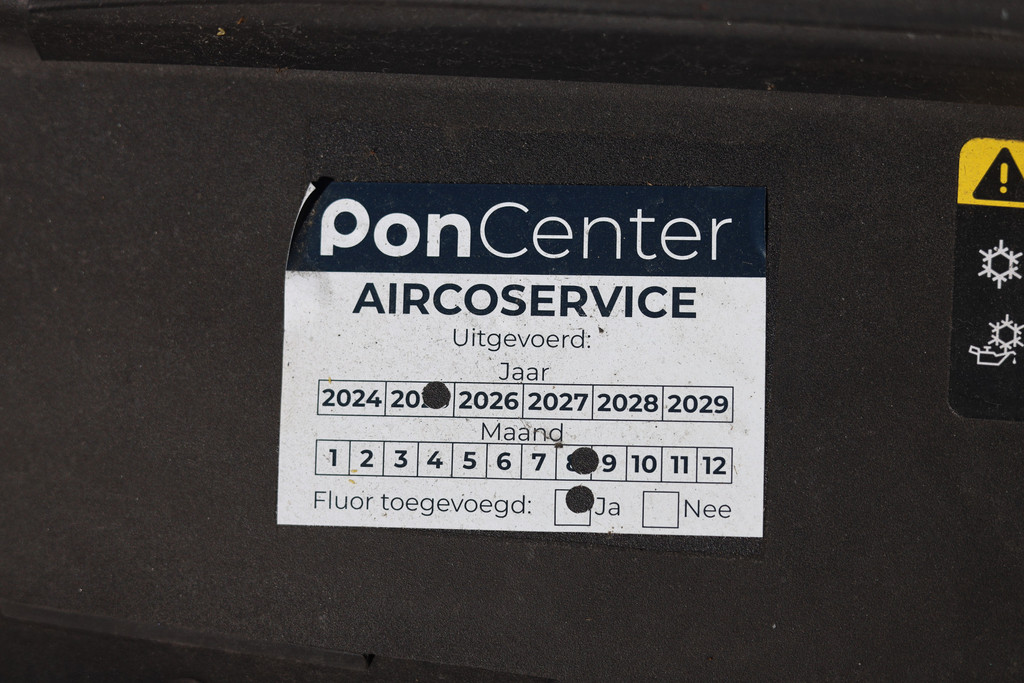 PonCenter
AIRCOSERVICE
Uitgevoerd:
Jaar
2024 2026 2027 2028 2029
Maand
1 2 3 4 5 6 7 8 9 10 11 12
Fluor toegevoegd: Ja Nee